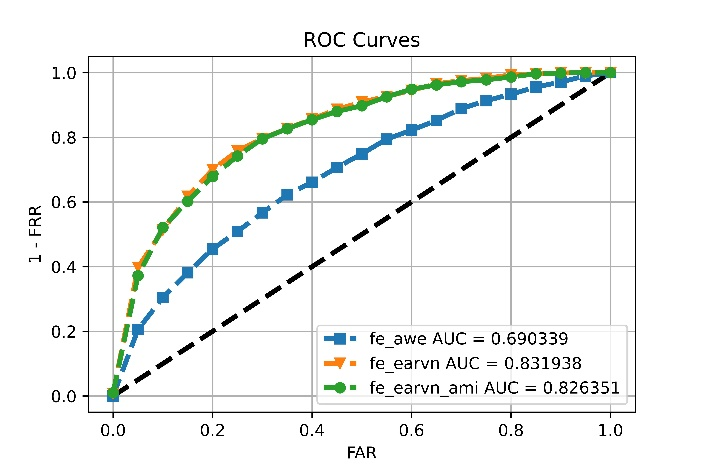 ROC Curves
1.0
0.8
0.6
0.4
0.2
0.0
1 - FRR
fe_awe AUC = 0.690339
fe_earvn AUC = 0.831938
fe_earvn_ami AUC = 0.826351
0.0 0.2 0.4 0.6 0.8 1.0
FAR